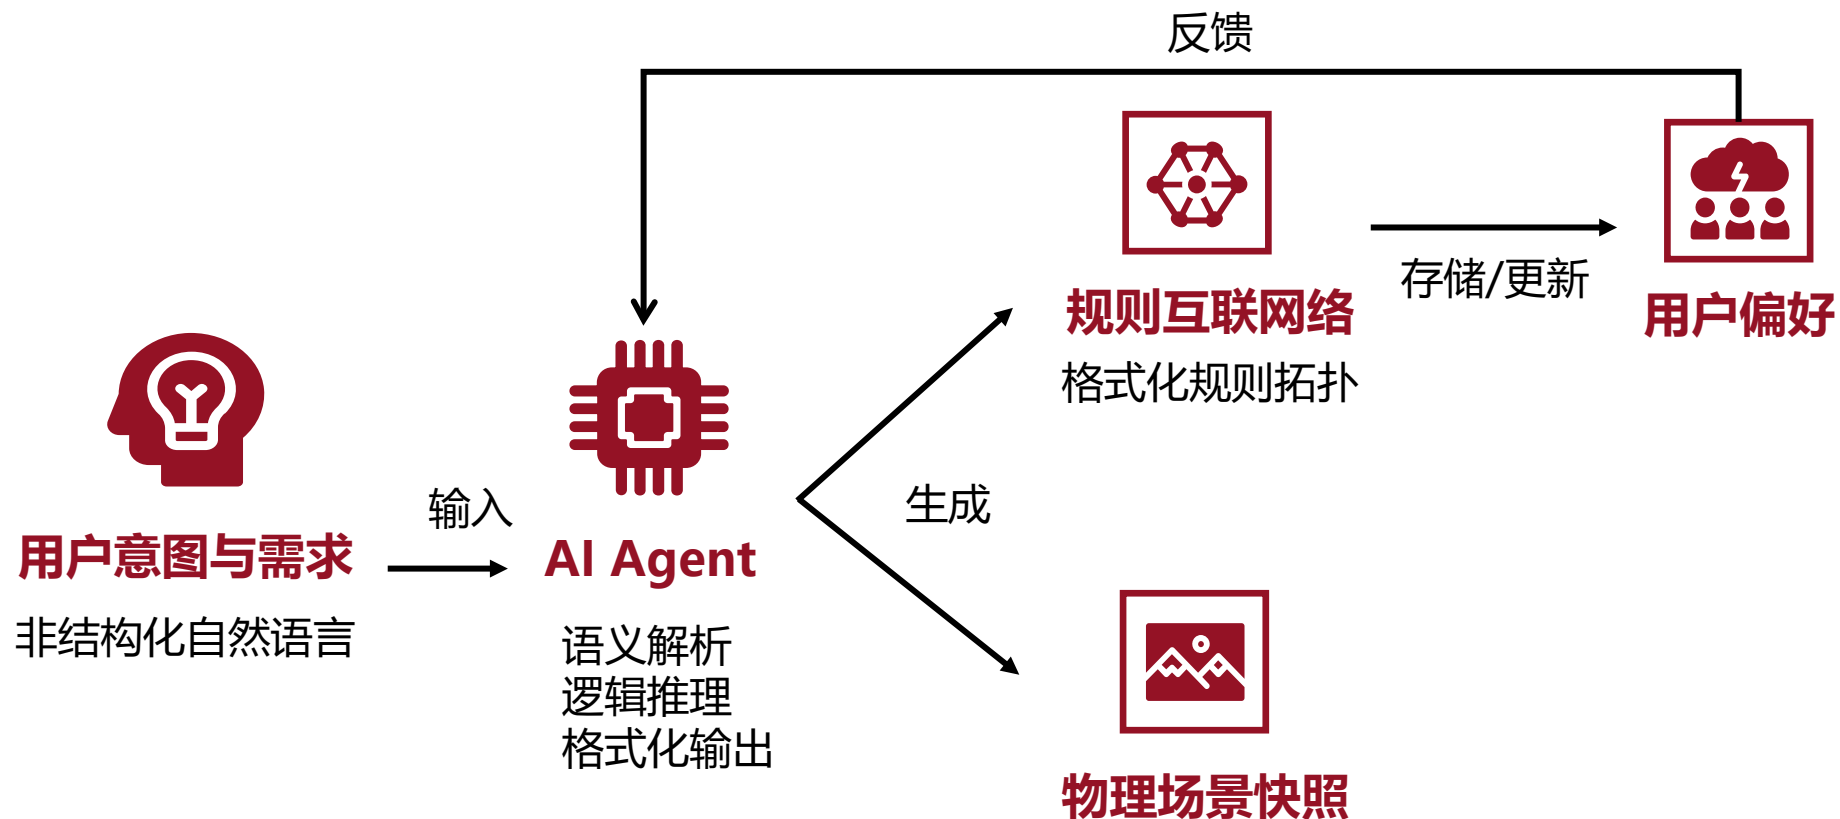 反馈
规则互联网络
格式化规则拓扑
存储/更新
用户偏好
用户意图与需求
非结构化自然语言
输入
AI Agent
语义解析
逻辑推理
格式化输出
生成
物理场景快照